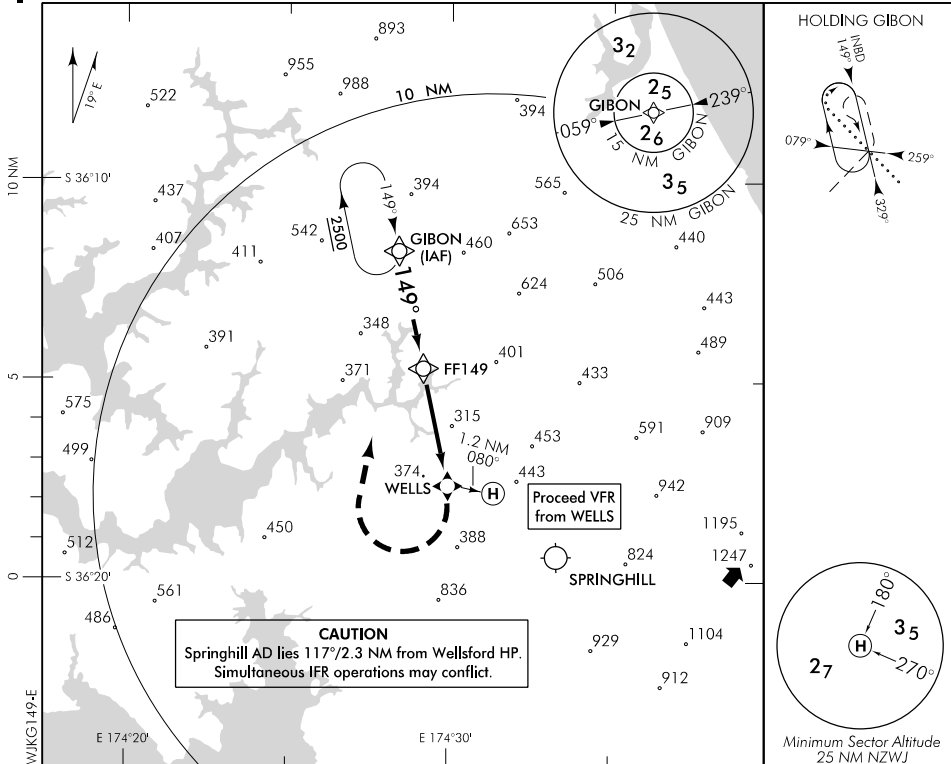 893
955
988
522
394
10 NM
19° E
32
25
GIBON
239°
059°
26
15 NM GIBON
35
25 NM GIBON
HOLDING GIBON
INBD
149°
079°
259°
329°
10 NM
S 36°10'
437
394
565
149°
2500
407
411
542
GIBON
(IAF)
460
653
440
149°
624
506
443
391
348
489
5
371
FF149
401
433
575
315
499
1.2 NM
080°
453
591
909
374
WELLS
443
H
Proceed VFR
from WELLS
942
1195
450
388
512
824
1247
0
S 36°20'
SPRINGHILL
561
836
486
CAUTION
Springhill AD lies 117°/2.3 NM from Wellsford HP.
Simultaneous IFR operations may conflict.
929
1104
912
180°
35
H
270°
27
WJKG149-E
E 174°20'
E 174°30'
Minimum Sector Altitude
25 NM NZWJ